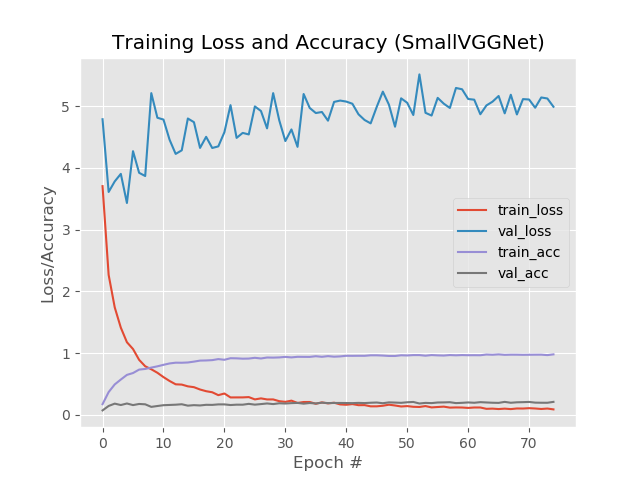 Training Loss and Accuracy (SmallVGGNet)
Loss/Accuracy
5
4
3
2
1
0
train_loss
val_loss
train_acc
val_acc
0 10 20 30 40 50 60 70
Epoch #